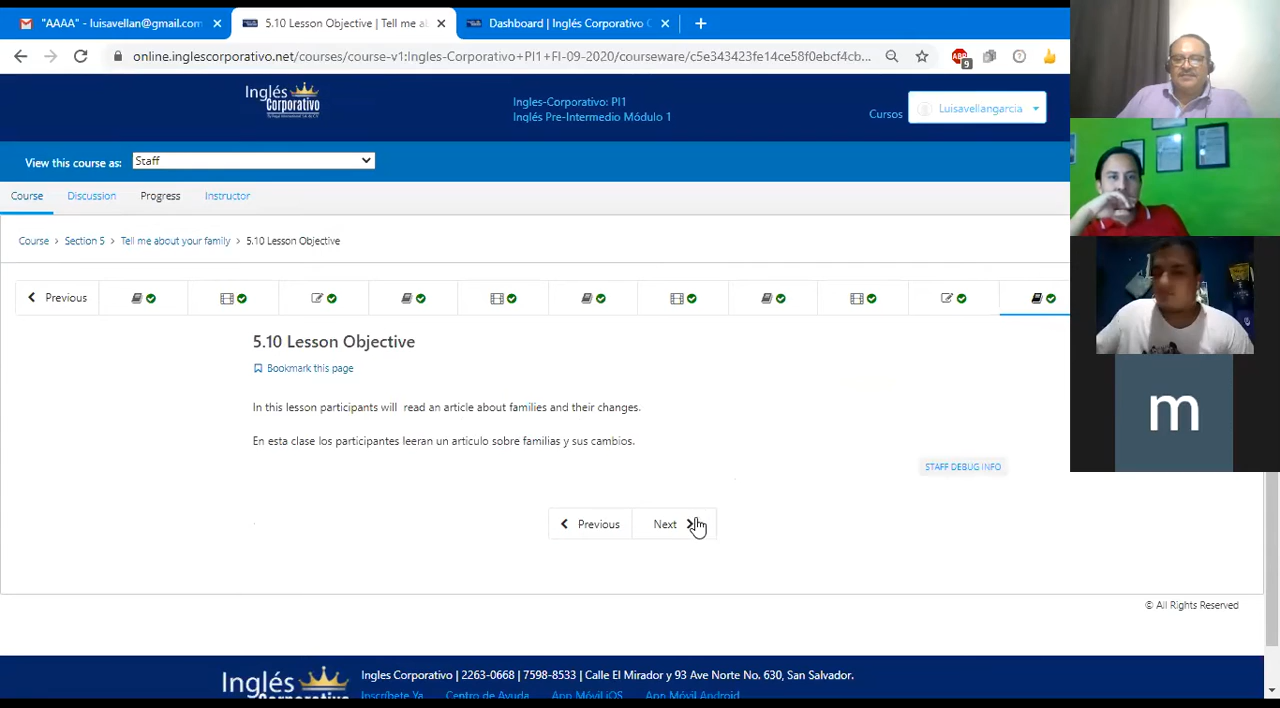 "AAAA" - luisavellan@gmail.com
5.10 Lesson Objective | Tell me ab
Dashboard | Inglés Corporativo C
online.inglescorporativo.net/courses/course-v1:Ingles-Corporativo+PI1+FI-09-2020/courseware/c5e343423fe14ce58f0ebcf4cb...
ABP
9
Inglés
Corporativo
Ingles-Corporativo: PI1
Inglés Pre-Intermedio Módulo 1
Cursos
Luisavellangarcia
View this course as:
Staff
Course
Discussion
Progress
Instructor
Course > Section 5 > Tell me about your family > 5.10 Lesson Objective
Previous
5.10 Lesson Objective
Bookmark this page
In this lesson participants will read an article about families and their changes.
En esta clase los participantes leeran un articulo sobre familias y sus cambios.
STAFF DEBUG INFO
Previous
Next
m
© All Rights Reserved
Inglés
Ingles Corporativo | 2263-0668 | 7598-8533 | Calle El Mirador y 93 Ave Norte No. 630, San Salvador.
Inscríbete Ya
Centro de Ayuda
App Móvil iOS
App Móvil Android